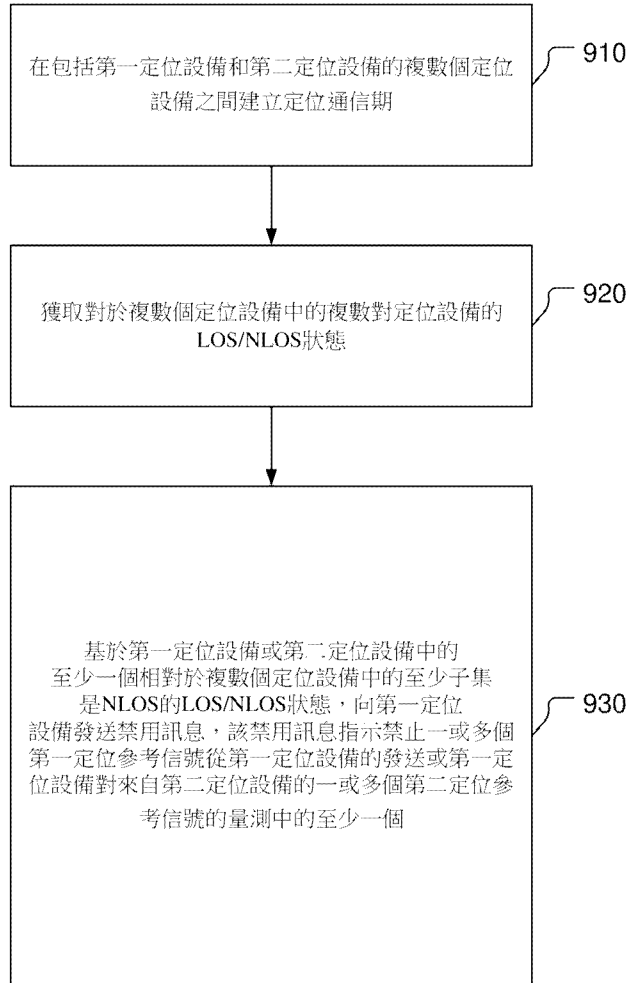 在包括第一定位設備和第二定位設備的複數個定位
設備之間建立定位通信期
910
獲取對於複數個定位設備中的複數對定位設備的
LOS/NLOS狀態
920
基於第一定位設備或第二定位設備中的
至少一個相對於複數個定位設備中的至少子集
是NLOS的LOS/NLOS狀態，向第一定位
設備發送禁用訊息，該禁用訊息指示禁止一或多個
第一定位參考信號從第一定位設備的發送或第一定
位設備對來自第二定位設備的一或多個第二定位參
考信號的量測中的至少一個
930